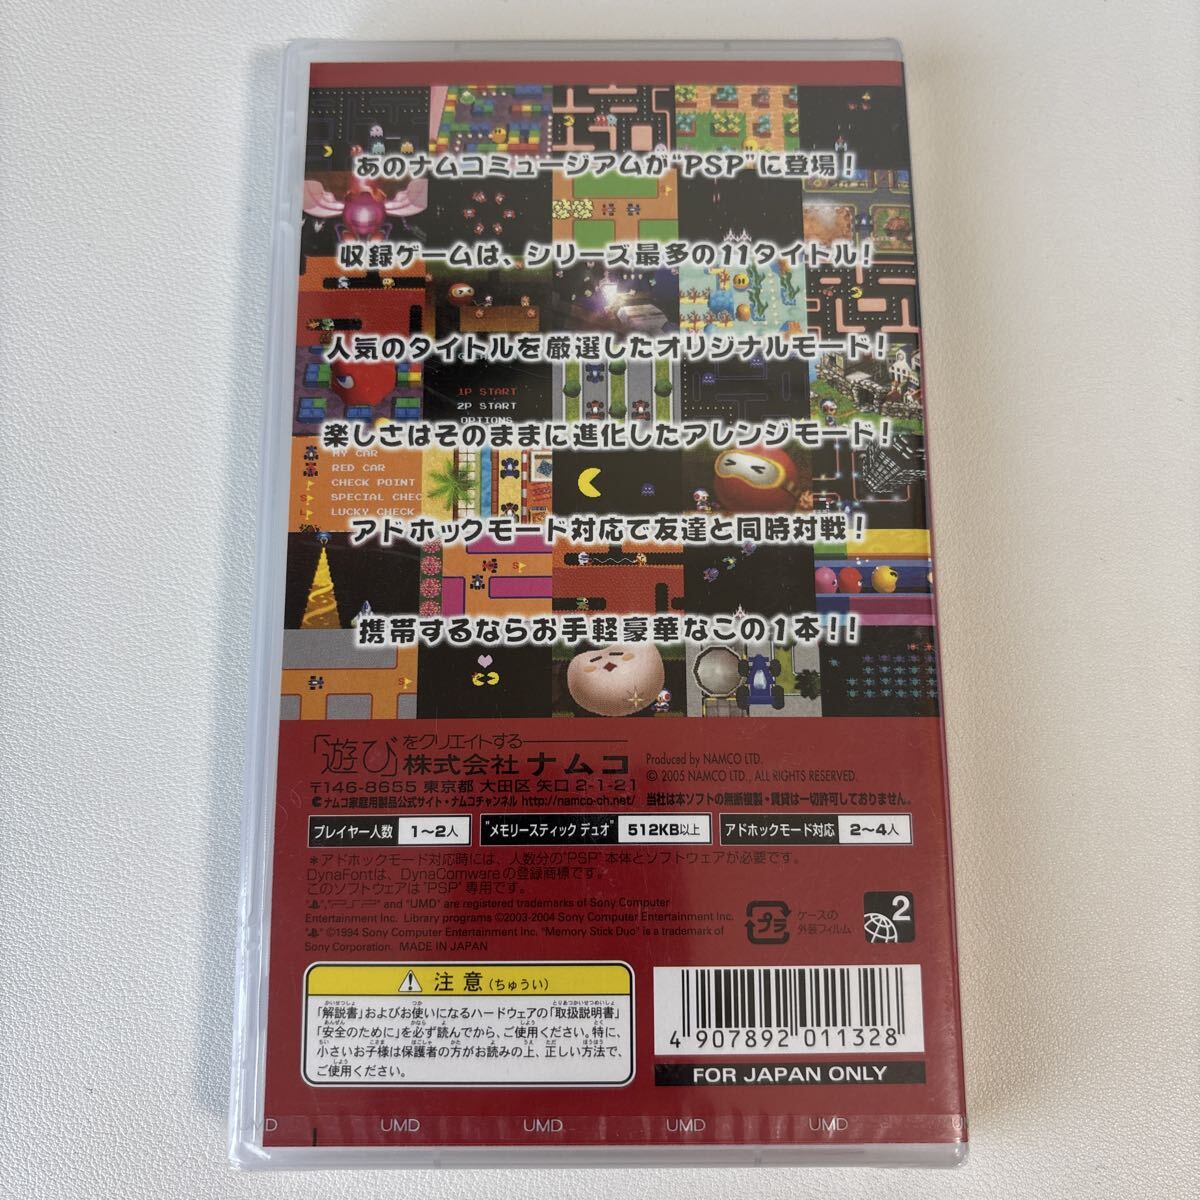 あのナムコミュージアムが"PSP"に登場！
収録ゲームは、シリーズ最多の11タイトル！
人気のタイトルを厳選したオリジナルモード！
1P START
2P START
OPTIONS
楽しさはそのままに進化したアレンジモード！
MY CAR
RED CAR
CHECK POINT
SPECIAL CHEC
LUCKY CHECK
アドホックモード対応で友達と同時対戦！
携帯するならお手軽豪華なこの1本！！
「遊び」をクリエイトする
株式会社 ナムコ
〒146-8655 東京都 大田区 矢口 2-1-21
ナムコ家庭用製品公式サイト・ナムコチャンネル http://namco-ch.net/
Produced by NAMCO LTD.
© 2005 NAMCO LTD., ALL RIGHTS RESERVED.
当社は本ソフトの無断複製・賃貸は一切許可しておりません。
プレイヤー人数 1〜2人
"メモリースティック デュオ" 512KB以上
アドホックモード対応 2〜4人
＊アドホックモード対応時には、人数分の"PSP"本体とソフトウェアが必要です。
DynaFontは、DynaComwareの登録商標です。
このソフトウェアは"PSP"専用です。
"PSP" and "UMD" are registered trademarks of Sony Computer
Entertainment Inc. Library programs ©2003-2004 Sony Computer Entertainment Inc.
©1994 Sony Computer Entertainment Inc. "Memory Stick Duo" is a trademark of
Sony Corporation. MADE IN JAPAN
プラ
ケースの
外装フィルム
2
注意(ちゅうい)
「解説書」およびお使いになるハードウェアの「取扱説明書」
「安全のために」を必ず読んでから、ご使用ください。特に、
小さいお子様は保護者の方がお読みの上、正しい方法で、
ご使用ください。
4 907892 011328
FOR JAPAN ONLY
UMD UMD UMD UMD